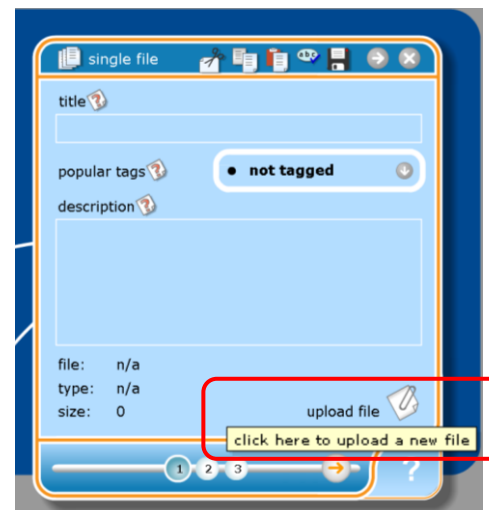 single file
title
popular tags
• not tagged
description
file: n/a
type: n/a
size: 0
upload file
click here to upload a new file
1 2 3
?